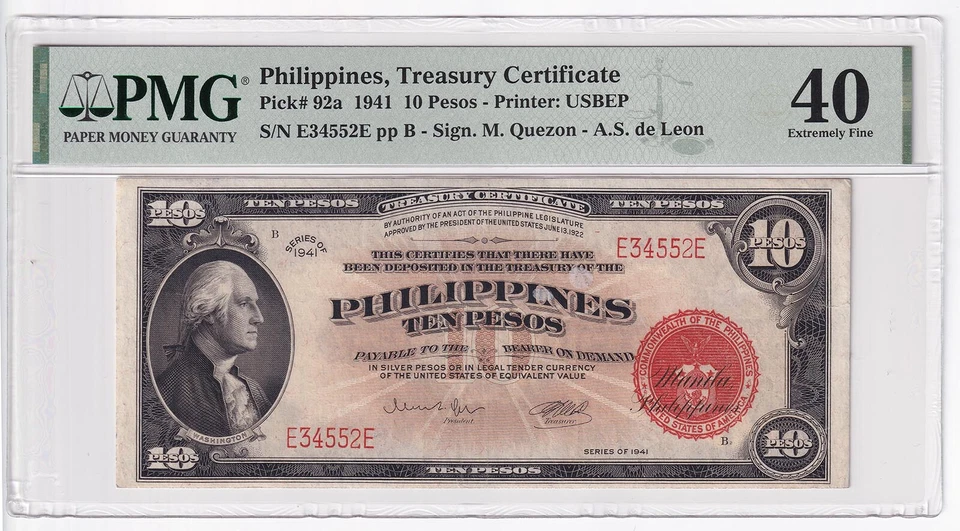 PMG®
PAPER MONEY GUARANTY
Philippines, Treasury Certificate
Pick# 92a 1941 10 Pesos - Printer: USBEP
S/N E34552E pp B - Sign. M. Quezon - A.S. de Leon
40
Extremely Fine
10 PESOS
TEN PESOS
TREASURY CERTIFICATE
TEN PESOS
10 PESOS
BY AUTHORITY OF AN ACT OF THE PHILIPPINE LEGISLATURE
APPROVED BY THE PRESIDENT OF THE UNITED STATES JUNE 13, 1922
B
SERIES OF
1941
E34552E
THIS CERTIFIES THAT THERE HAVE
BEEN DEPOSITED IN THE TREASURY OF THE
PHILIPPINES
TEN PESOS
PAYABLE TO THE BEARER ON DEMAND
IN SILVER PESOS OR IN LEGAL TENDER CURRENCY
OF THE UNITED STATES OF EQUIVALENT VALUE
COMMONWEALTH OF THE PHILIPPINES
UNITED STATES OF AMERICA
Manila,
Philippines
President
Treasurer
WASHINGTON
E34552E
B
SERIES OF 1941
10 PESOS
TEN PESOS
10 PESOS